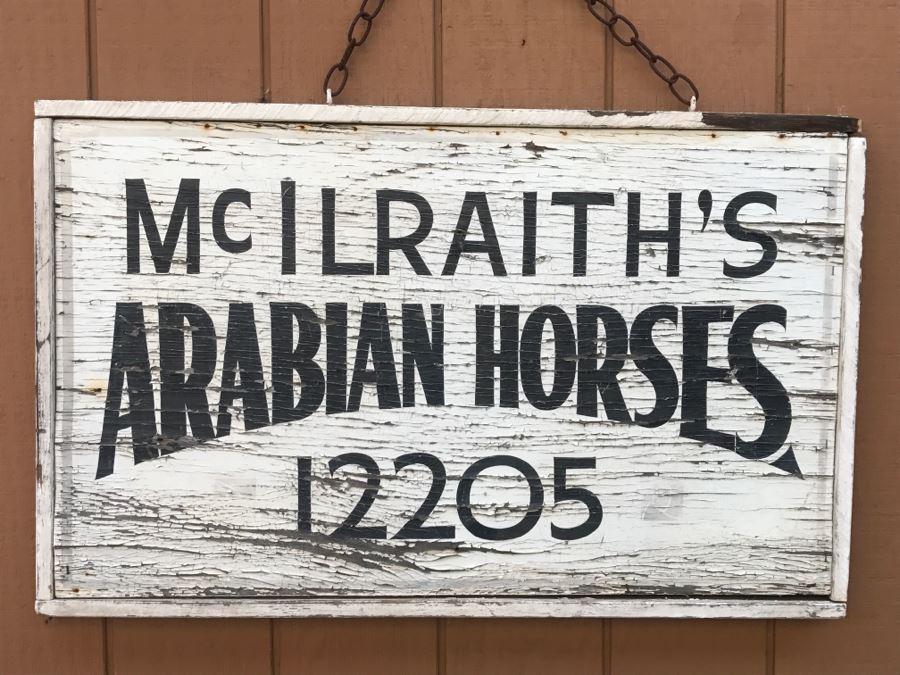 McILRAITH'S
ARABIAN HORSES
12205